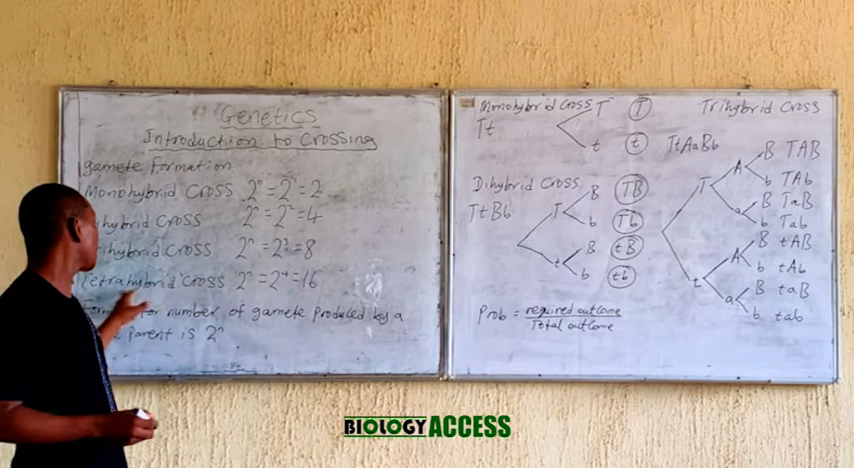 Genetics
Introduction to Crossing
gamete Formation
Monohybrid Cross 2ⁿ = 2¹ = 2
hybrid Cross 2ⁿ = 2² = 4
rihybrid Cross 2ⁿ = 2³ = 8
Tetrahybrid Cross 2ⁿ = 2⁴ = 16
for number of gamete produced by a
Parent is 2ⁿ
Monohybrid Cross
Tt
T T
t t
Dihybrid Cross
TtBb
T B TB
b Tb
t B tB
b tb
Prob = required outcome
Total outcome
Trihybrid Cross
TtAaBb
T A B TAB
b TAb
a B TaB
b Tab
t A B tAB
b tAb
a B taB
b tab
BIOLOGY ACCESS